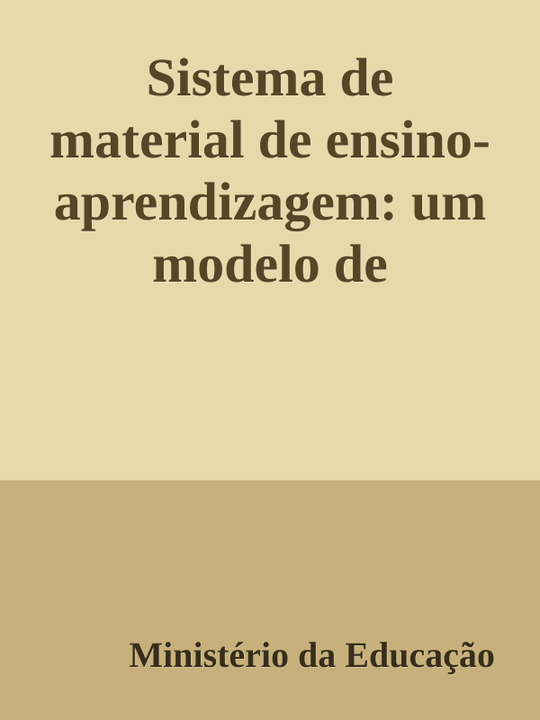 Sistema de
material de ensino-
aprendizagem: um
modelo de
Ministério da Educação